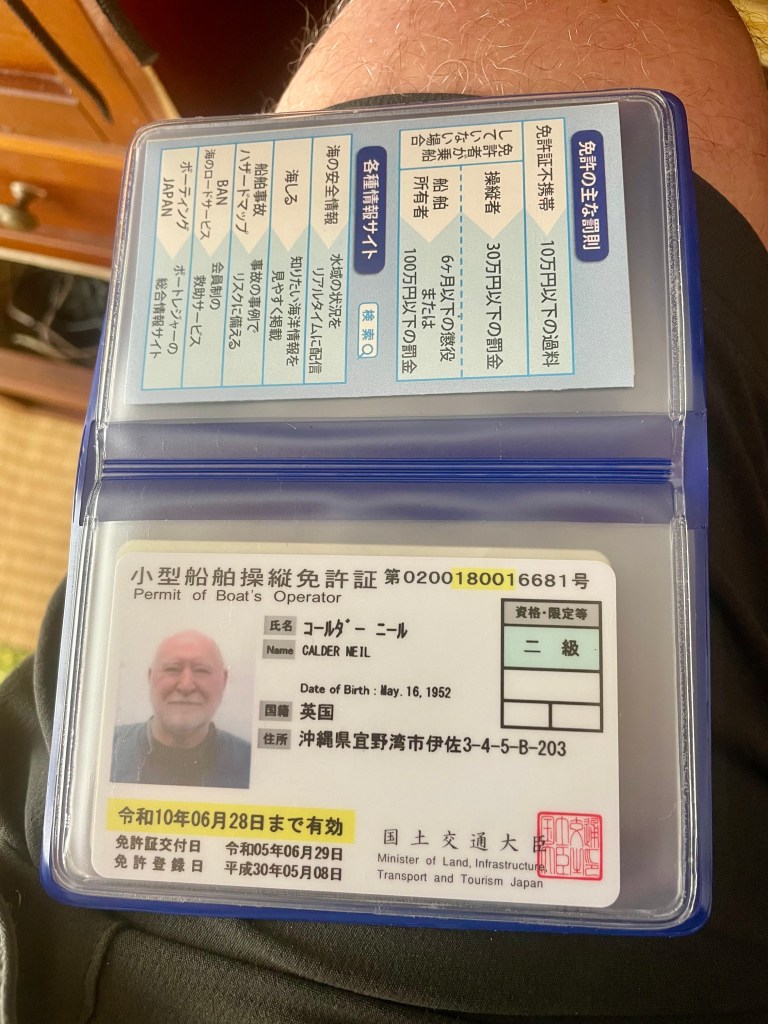 免許の主な罰則
免許証不携帯 10万円以下の過料
免許者が乗船していない場合
操縦者 30万円以下の罰金
船舶所有者 6ヶ月以下の懲役
または
100万円以下の罰金
各種情報サイト
検索
海の安全情報 水域の状況を
リアルタイムに配信
海しる 知りたい海洋情報を
見やすく掲載
船舶事故
ハザードマップ
事故の事例で
リスクに備える
BAN
海のロードサービス
会員制の
救助サービス
ボーティング
JAPAN
ボートレジャーの
総合情報サイト
小型船舶操縦免許証 第0200180016681号
Permit of Boat's Operator
資格・限定等
二級
氏名 コールダー ニール
Name CALDER NEIL
Date of Birth : May. 16, 1952
国籍 英国
住所 沖縄県宜野湾市伊佐3-4-5-B-203
令和10年06月28日まで有効
免許証交付日 令和05年06月29日
免許登録日 平成30年05月08日
国土交通大臣
Minister of Land, Infrastructure,
Transport and Tourism Japan